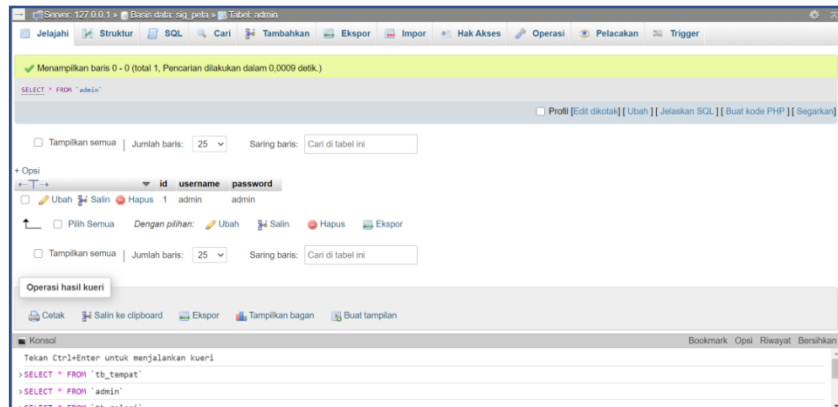 Server: 127.0.0.1 » Basis data: sig_peta » Tabel: admin
Jelajahi Struktur SQL Cari Tambahkan Ekspor Impor Hak Akses Operasi Pelacakan Trigger
Menampilkan baris 0 - 0 (total 1, Pencarian dilakukan dalam 0,0009 detik.)
SELECT * FROM `admin`
Profil [Edit dikotak] [ Ubah ] [ Jelaskan SQL ] [ Buat kode PHP ] [ Segarkan]
Tampilkan semua | Jumlah baris: 25 Saring baris: Cari di tabel ini
+ Opsi
←T→ id username password
Ubah Salin Hapus 1 admin admin
Pilih Semua Dengan pilihan: Ubah Salin Hapus Ekspor
Tampilkan semua | Jumlah baris: 25 Saring baris: Cari di tabel ini
Operasi hasil kueri
Cetak Salin ke clipboard Ekspor Tampilkan bagan Buat tampilan
Konsol Bookmark Opsi Riwayat Bersihkan
Tekan Ctrl+Enter untuk menjalankan kueri
>SELECT * FROM `tb_tempat`
>SELECT * FROM `admin`
>SELECT * FROM